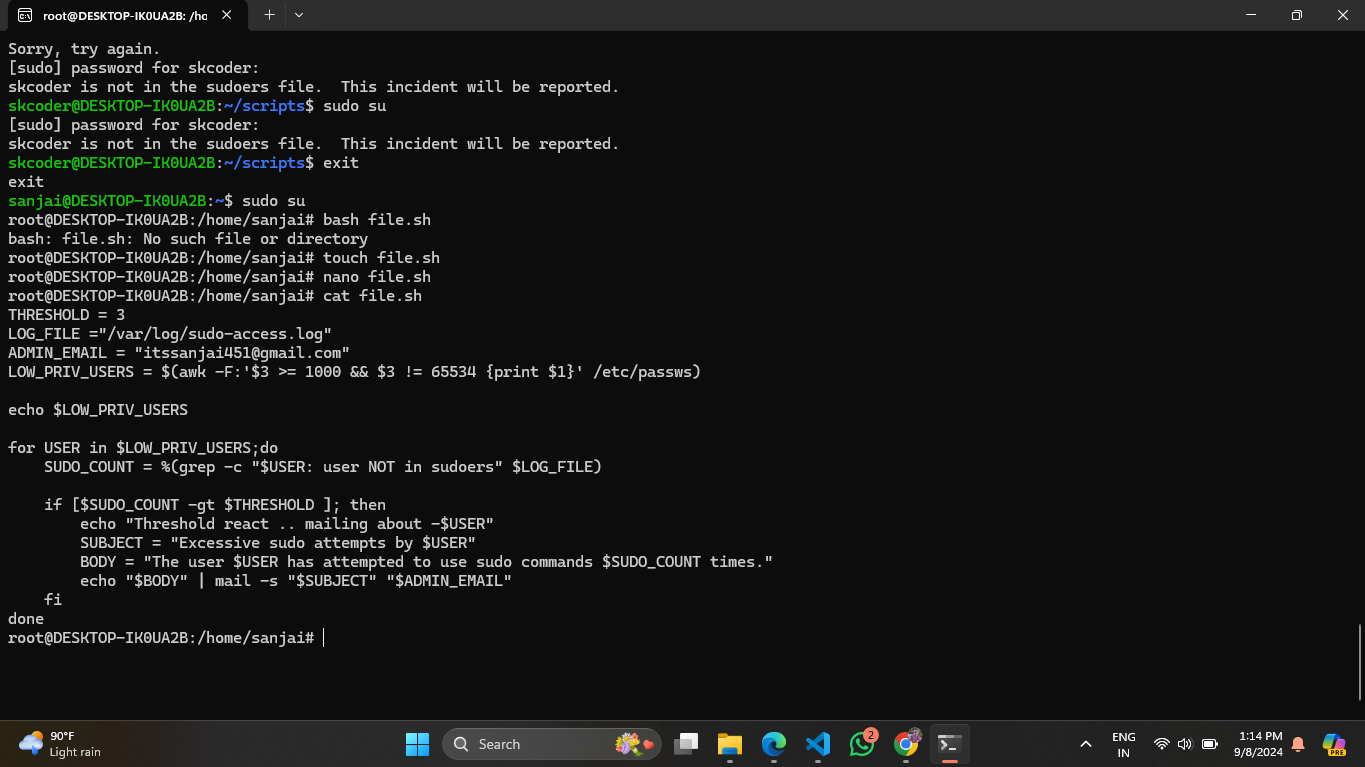 root@DESKTOP-IK0UA2B: /ho
Sorry, try again.
[sudo] password for skcoder:
skcoder is not in the sudoers file.  This incident will be reported.
skcoder@DESKTOP-IK0UA2B:~/scripts$ sudo su
[sudo] password for skcoder:
skcoder is not in the sudoers file.  This incident will be reported.
skcoder@DESKTOP-IK0UA2B:~/scripts$ exit
exit
sanjai@DESKTOP-IK0UA2B:~$ sudo su
root@DESKTOP-IK0UA2B:/home/sanjai# bash file.sh
bash: file.sh: No such file or directory
root@DESKTOP-IK0UA2B:/home/sanjai# touch file.sh
root@DESKTOP-IK0UA2B:/home/sanjai# nano file.sh
root@DESKTOP-IK0UA2B:/home/sanjai# cat file.sh
THRESHOLD = 3
LOG_FILE ="/var/log/sudo-access.log"
ADMIN_EMAIL = "itssanjai451@gmail.com"
LOW_PRIV_USERS = $(awk -F:'$3 >= 1000 && $3 != 65534 {print $1}' /etc/passws)

echo $LOW_PRIV_USERS

for USER in $LOW_PRIV_USERS;do
    SUDO_COUNT = %(grep -c "$USER: user NOT in sudoers" $LOG_FILE)

    if [$SUDO_COUNT -gt $THRESHOLD ]; then
        echo "Threshold react .. mailing about -$USER"
        SUBJECT = "Excessive sudo attempts by $USER"
        BODY = "The user $USER has attempted to use sudo commands $SUDO_COUNT times."
        echo "$BODY" | mail -s "$SUBJECT" "$ADMIN_EMAIL"
    fi
done
root@DESKTOP-IK0UA2B:/home/sanjai#
90°F
Light rain
Search
2
ENG
IN
1:14 PM
9/8/2024
PRE